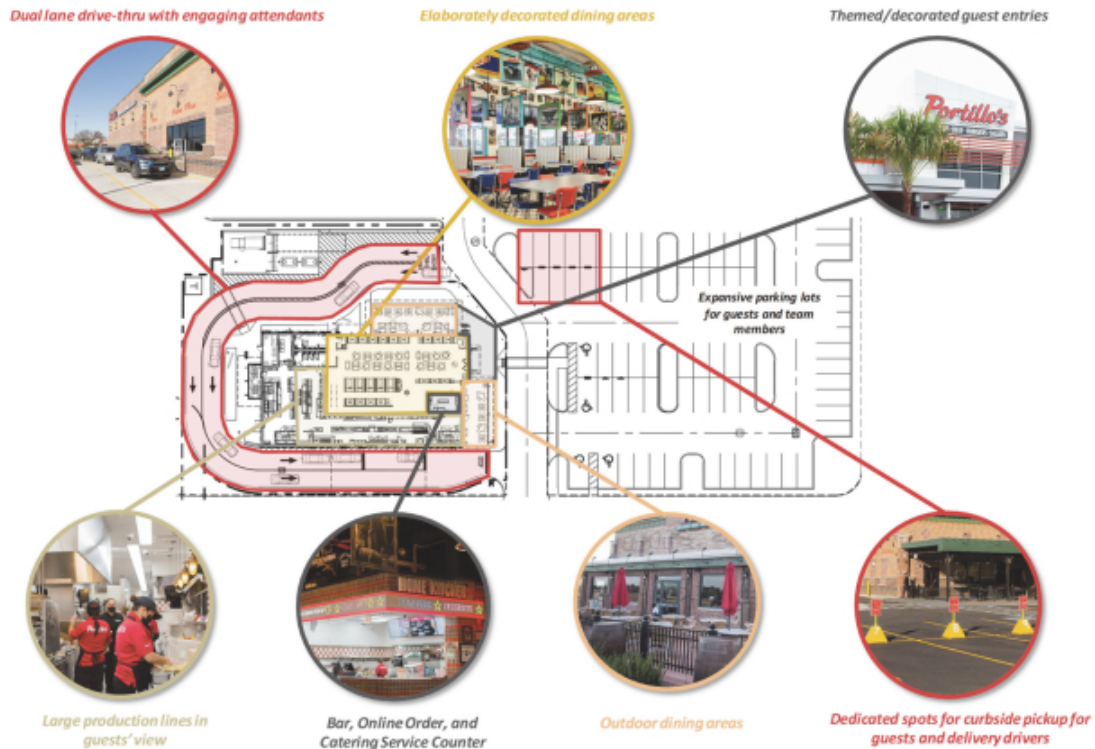 Dual lane drive-thru with engaging attendants
Elaborately decorated dining areas
Themed/decorated guest entries
Portillo's
Expansive parking lots
for guests and team
members
Large production lines in
guests' view
Bar, Online Order, and
Catering Service Counter
Outdoor dining areas
Dedicated spots for curbside pickup for
guests and delivery drivers